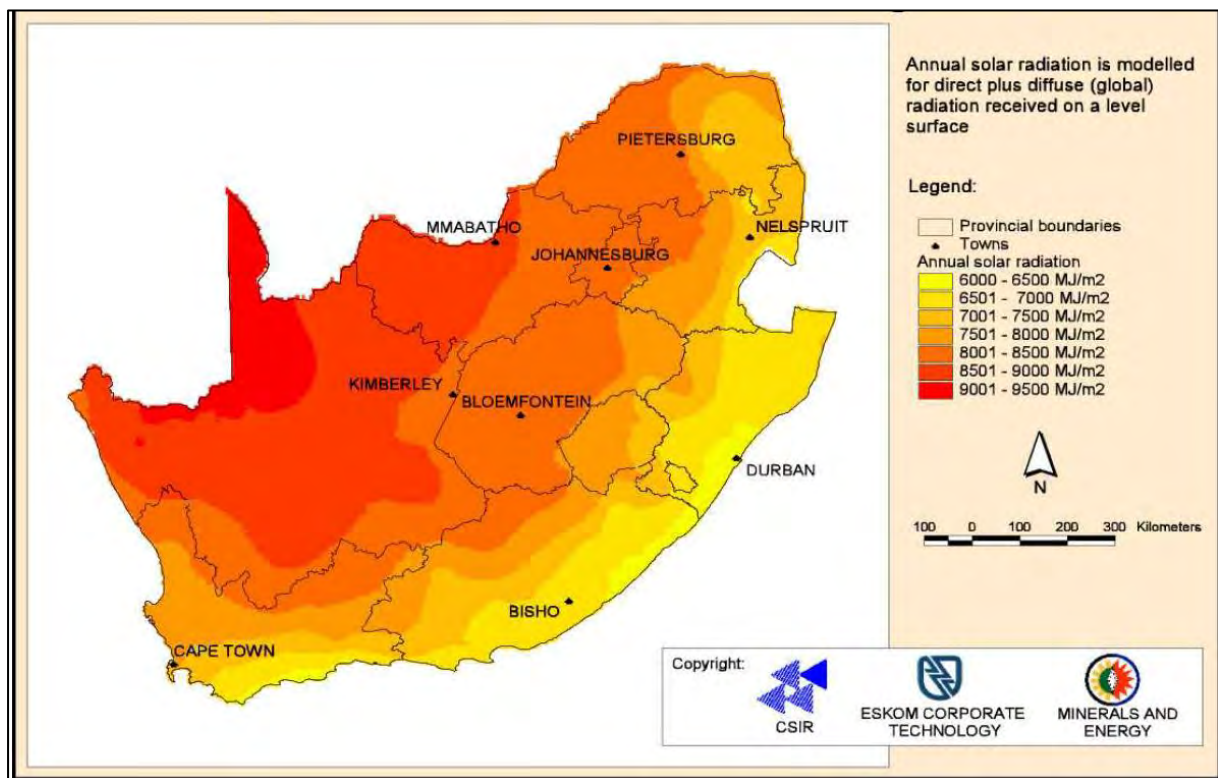 Annual solar radiation is modelled
for direct plus diffuse (global)
radiation received on a level
surface
PIETERSBURG
MMABATHO
NELSPRUIT
JOHANNESBURG
KIMBERLEY
BLOEMFONTEIN
DURBAN
BISHO
CAPE TOWN
Legend:
Provincial boundaries
Towns
Annual solar radiation
6000 - 6500 MJ/m2
6501 - 7000 MJ/m2
7001 - 7500 MJ/m2
7501 - 8000 MJ/m2
8001 - 8500 MJ/m2
8501 - 9000 MJ/m2
9001 - 9500 MJ/m2
N
100 0 100 200 300 Kilometers
Copyright:
CSIR
ESKOM CORPORATE
TECHNOLOGY
MINERALS AND
ENERGY